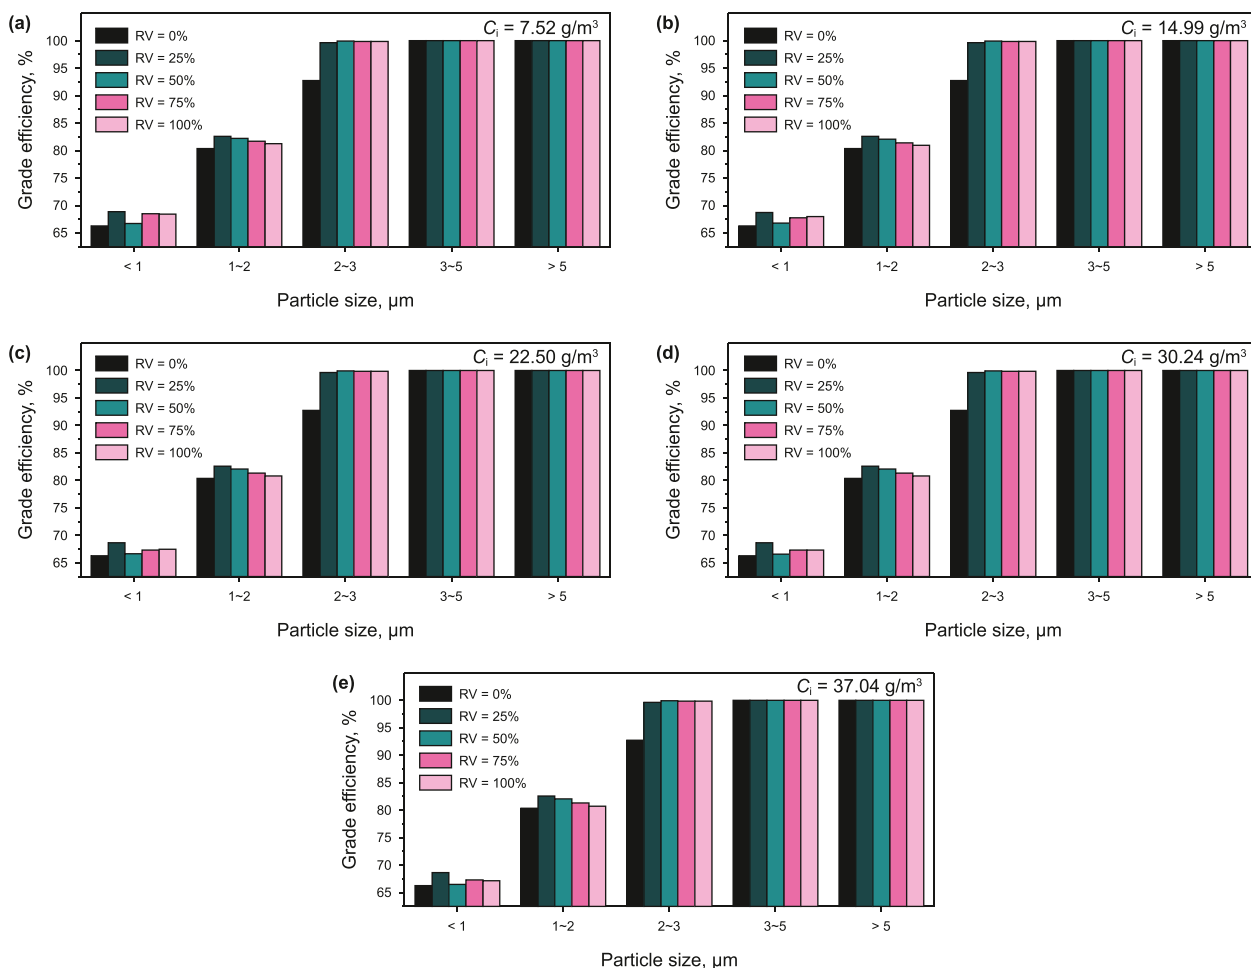 (a)
C_i = 7.52 g/m³
RV = 0%
RV = 25%
RV = 50%
RV = 75%
RV = 100%
Grade efficiency, %
100
95
90
85
80
75
70
65
< 1
1~2
2~3
3~5
> 5
Particle size, µm
(b)
C_i = 14.99 g/m³
RV = 0%
RV = 25%
RV = 50%
RV = 75%
RV = 100%
Grade efficiency, %
100
95
90
85
80
75
70
65
< 1
1~2
2~3
3~5
> 5
Particle size, µm
(c)
C_i = 22.50 g/m³
RV = 0%
RV = 25%
RV = 50%
RV = 75%
RV = 100%
Grade efficiency, %
100
95
90
85
80
75
70
65
< 1
1~2
2~3
3~5
> 5
Particle size, µm
(d)
C_i = 30.24 g/m³
RV = 0%
RV = 25%
RV = 50%
RV = 75%
RV = 100%
Grade efficiency, %
100
95
90
85
80
75
70
65
< 1
1~2
2~3
3~5
> 5
Particle size, µm
(e)
C_i = 37.04 g/m³
RV = 0%
RV = 25%
RV = 50%
RV = 75%
RV = 100%
Grade efficiency, %
100
95
90
85
80
75
70
65
< 1
1~2
2~3
3~5
> 5
Particle size, µm